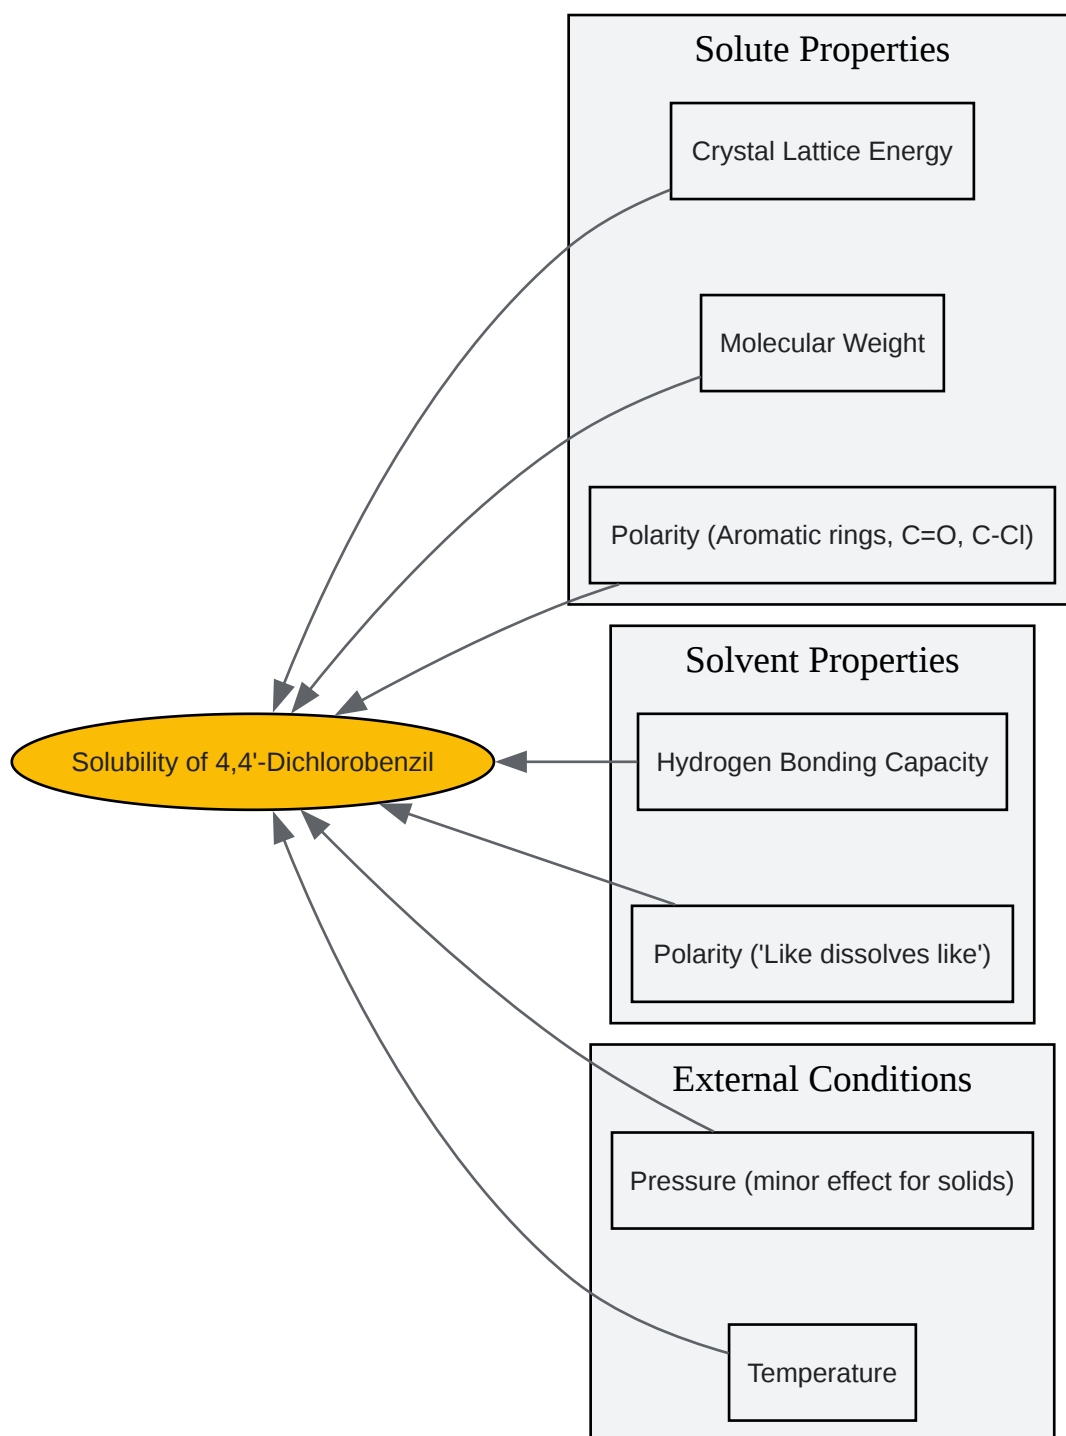 Solute Properties
Crystal Lattice Energy
Molecular Weight
Polarity (Aromatic rings, C=O, C-Cl)
Solvent Properties
Solubility of 4,4'-Dichlorobenzil
Hydrogen Bonding Capacity
Polarity ('Like dissolves like')
External Conditions
Pressure (minor effect for solids)
Temperature